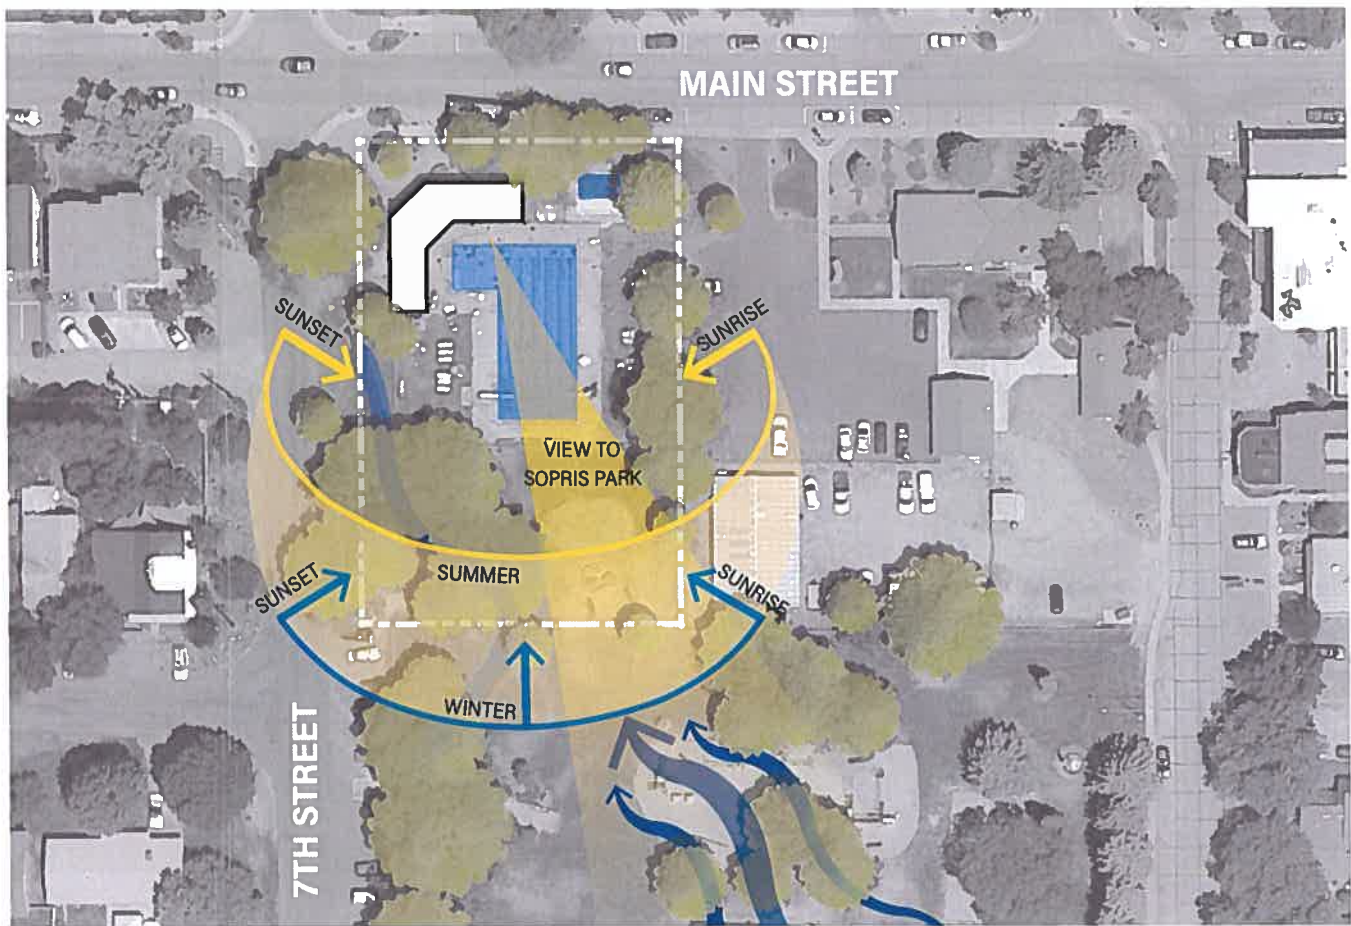 MAIN STREET
SUNSET
SUNRISE
VIEW TO
SOPRIS PARK
SUMMER
SUNSET
SUNRISE
WINTER
7TH STREET